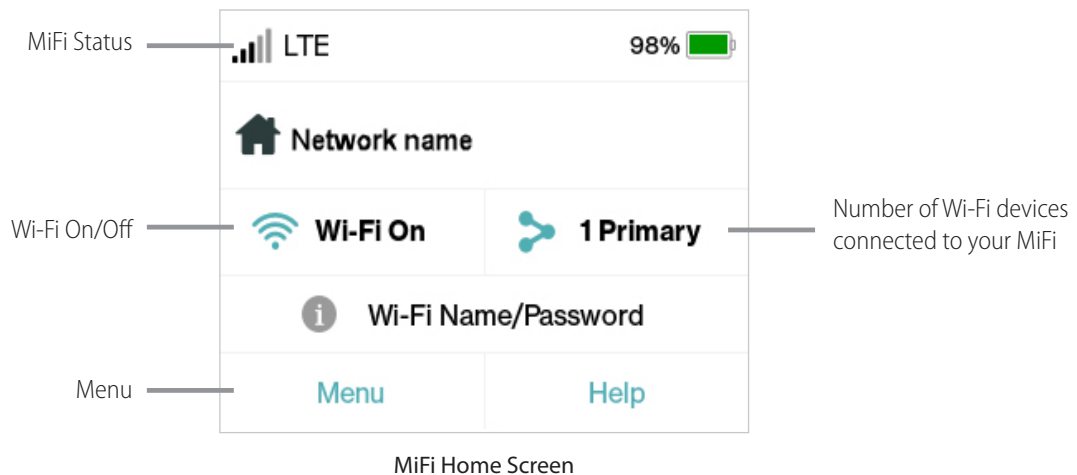 MiFi Status
LTE
98%
Network name
Wi-Fi On/Off
Wi-Fi On
1 Primary
Number of Wi-Fi devices
connected to your MiFi
i
Wi-Fi Name/Password
Menu
Menu
Help
MiFi Home Screen